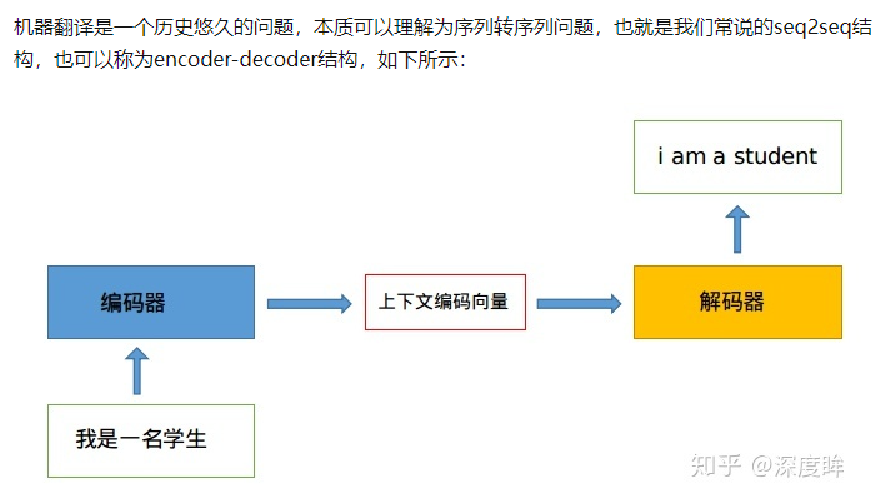 机器翻译是一个历史悠久的问题，本质可以理解为序列转序列问题，也就是我们常说的seq2seq结
构，也可以称为encoder-decoder结构，如下所示：
i am a student
编码器
上下文编码向量
解码器
我是一名学生
知乎 @深度眸